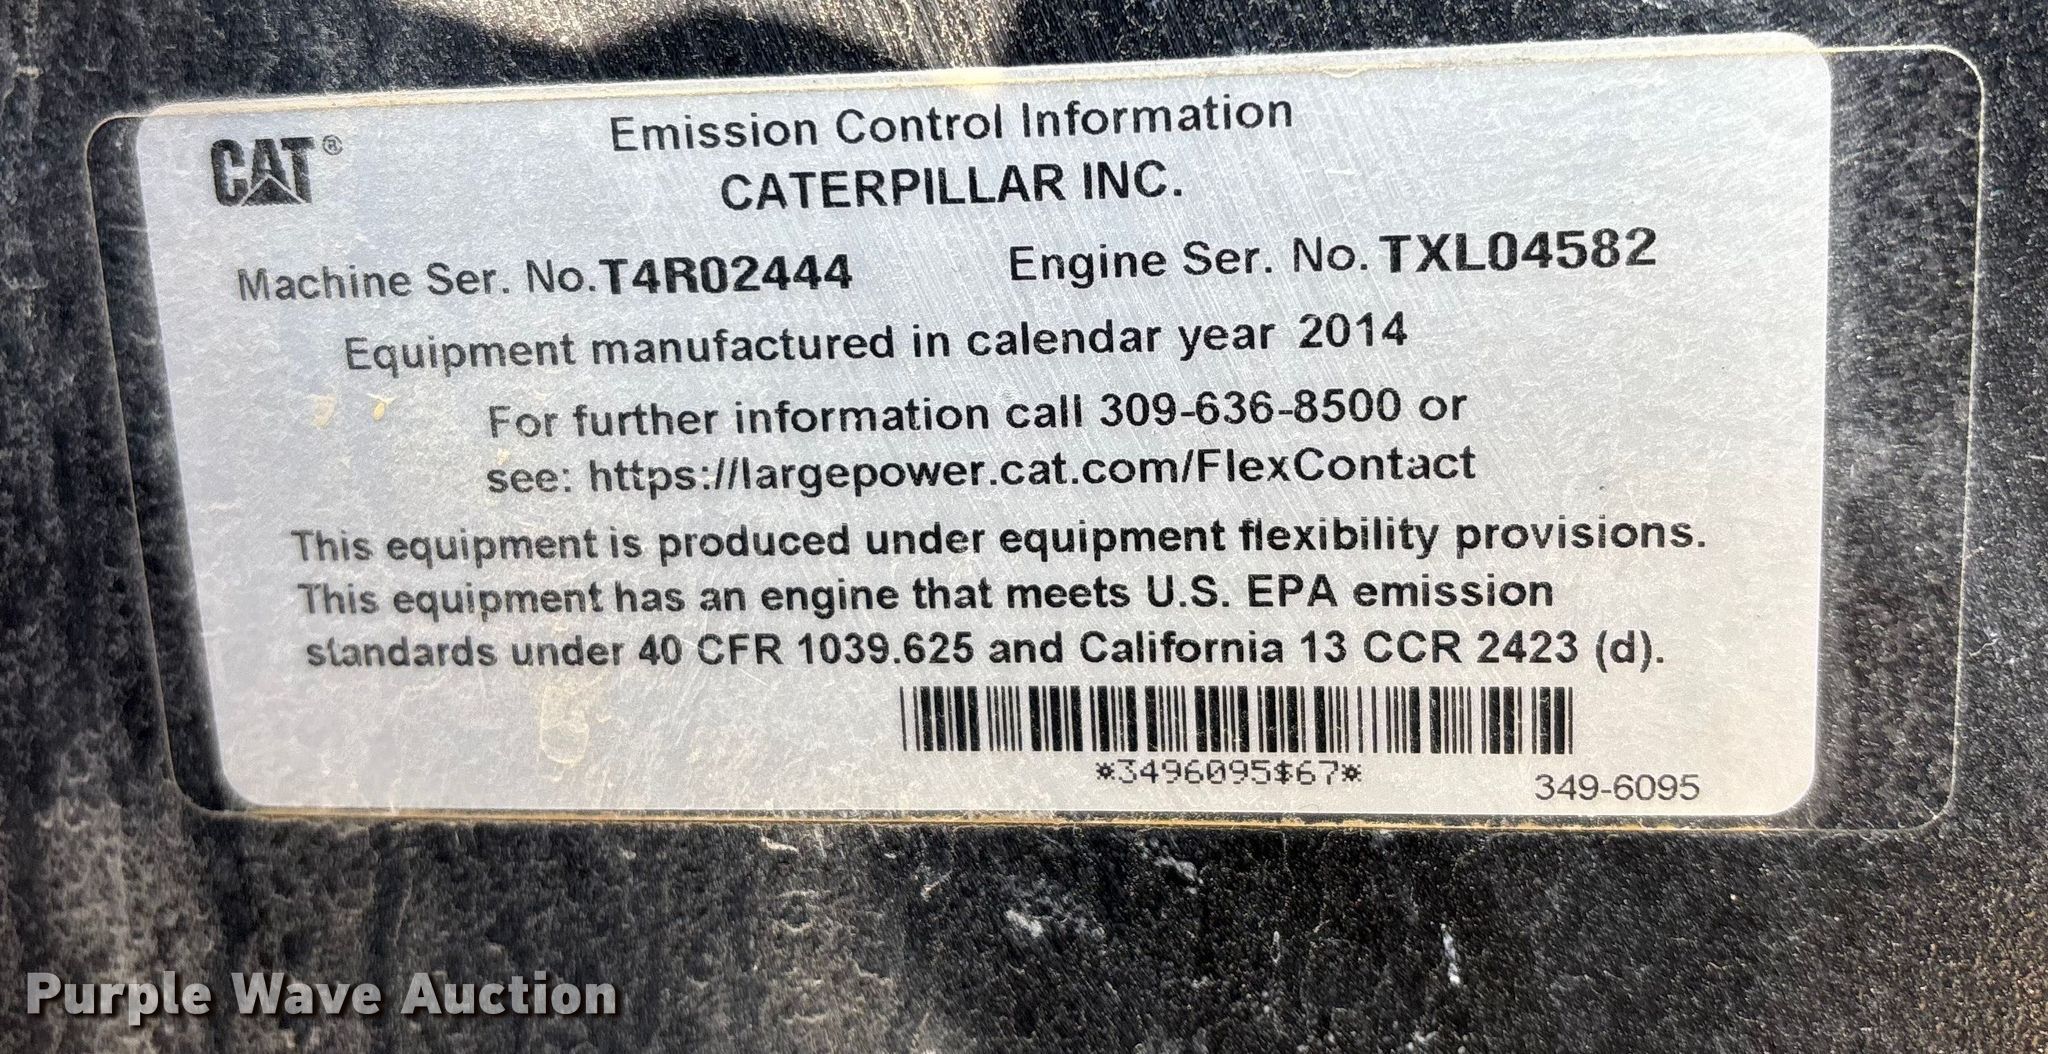 CAT®
Emission Control Information
CATERPILLAR INC.
Machine Ser. No. T4R02444 Engine Ser. No. TXL04582
Equipment manufactured in calendar year 2014
For further information call 309-636-8500 or
see: https://largepower.cat.com/FlexContact
This equipment is produced under equipment flexibility provisions.
This equipment has an engine that meets U.S. EPA emission
standards under 40 CFR 1039.625 and California 13 CCR 2423 (d).
*3496095$67*
349-6095
Purple Wave Auction